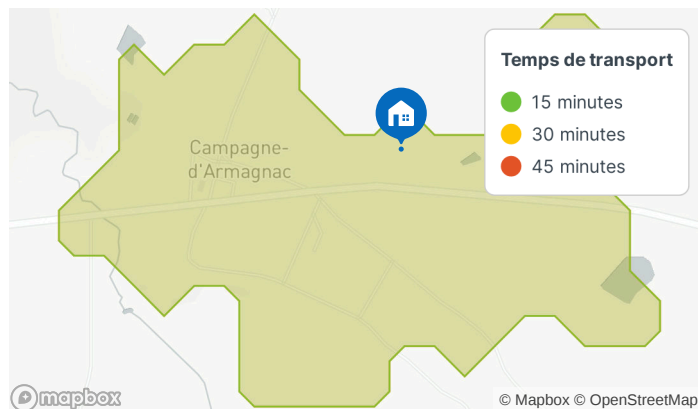 Temps de transport
15 minutes
30 minutes
45 minutes
Campagne-
d'Armagnac
mapbox
© Mapbox © OpenStreetMap